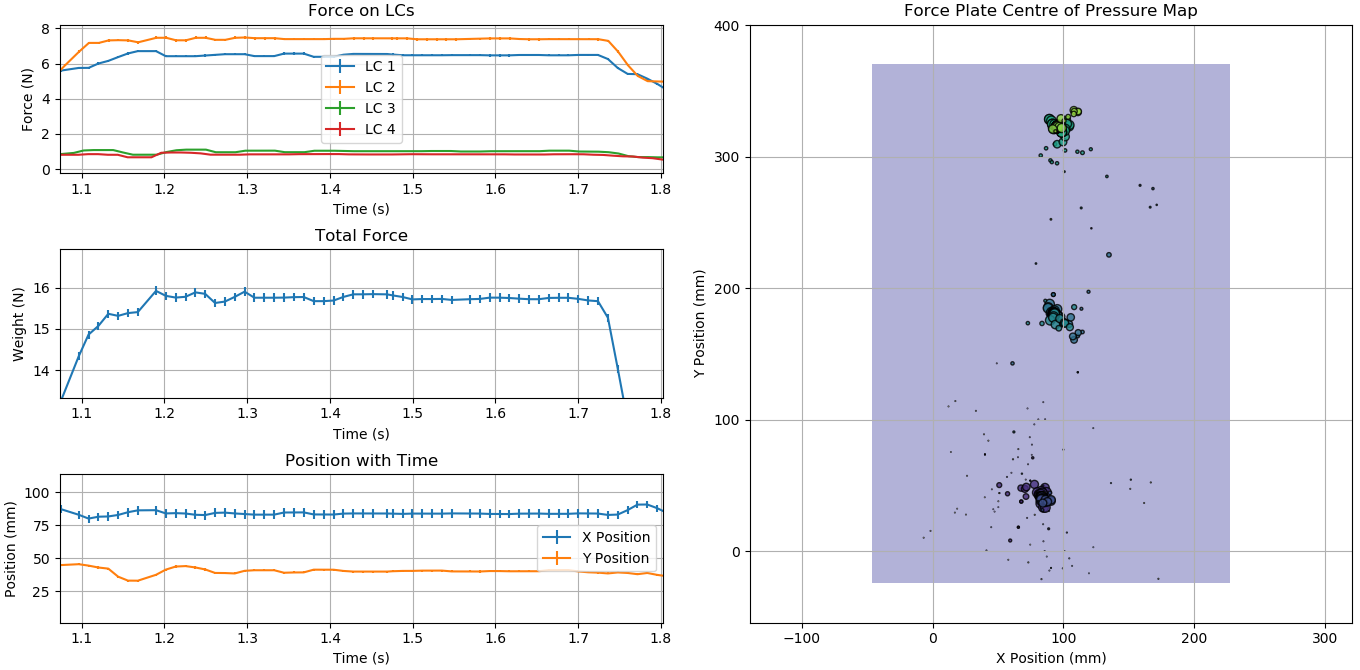 Force on LCs
Force (N)
8
6
4
2
0
LC 1
LC 2
LC 3
LC 4
1.1 1.2 1.3 1.4 1.5 1.6 1.7 1.8
Time (s)
Total Force
Weight (N)
16
15
14
1.1 1.2 1.3 1.4 1.5 1.6 1.7 1.8
Time (s)
Position with Time
Position (mm)
100
75
50
25
X Position
Y Position
1.1 1.2 1.3 1.4 1.5 1.6 1.7 1.8
Time (s)
Force Plate Centre of Pressure Map
Y Position (mm)
400
300
200
100
0
−100 0 100 200 300
X Position (mm)